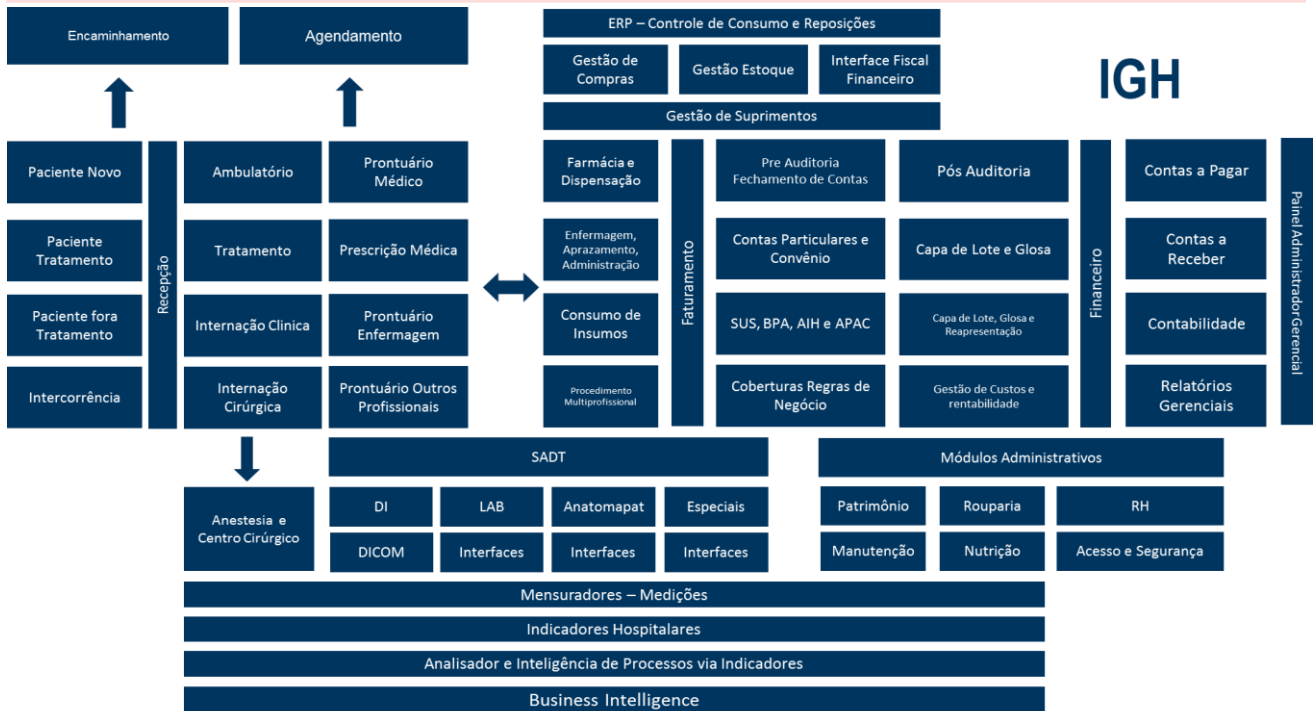 Encaminhamento
Agendamento
ERP – Controle de Consumo e Reposições
Gestão de
Compras
Gestão Estoque
Interface Fiscal
Financeiro
IGH
Gestão de Suprimentos
Paciente Novo
Paciente
Tratamento
Paciente fora
Tratamento
Intercorrência
Recepção
Ambulatório
Tratamento
Internação Clinica
Internação
Cirúrgica
Prontuário
Médico
Prescrição Médica
Prontuário
Enfermagem
Prontuário Outros
Profissionais
Farmácia e
Dispensação
Enfermagem,
Aprazamento,
Administração
Consumo de
Insumos
Procedimento
Multiprofissional
Faturamento
Pre Auditoria
Fechamento de Contas
Contas Particulares e
Convênio
SUS, BPA, AIH e APAC
Coberturas Regras de
Negócio
Pós Auditoria
Capa de Lote e Glosa
Capa de Lote, Glosa e
Reapresentação
Gestão de Custos e
rentabilidade
Financeiro
Contas a Pagar
Contas a
Receber
Contabilidade
Relatórios
Gerenciais
Painel Administrador Gerencial
Anestesia e
Centro Cirúrgico
SADT
DI
LAB
Anatomapat
Especiais
DICOM
Interfaces
Interfaces
Interfaces
Módulos Administrativos
Patrimônio
Rouparia
RH
Manutenção
Nutrição
Acesso e Segurança
Mensuradores – Medições
Indicadores Hospitalares
Analisador e Inteligência de Processos via Indicadores
Business Intelligence